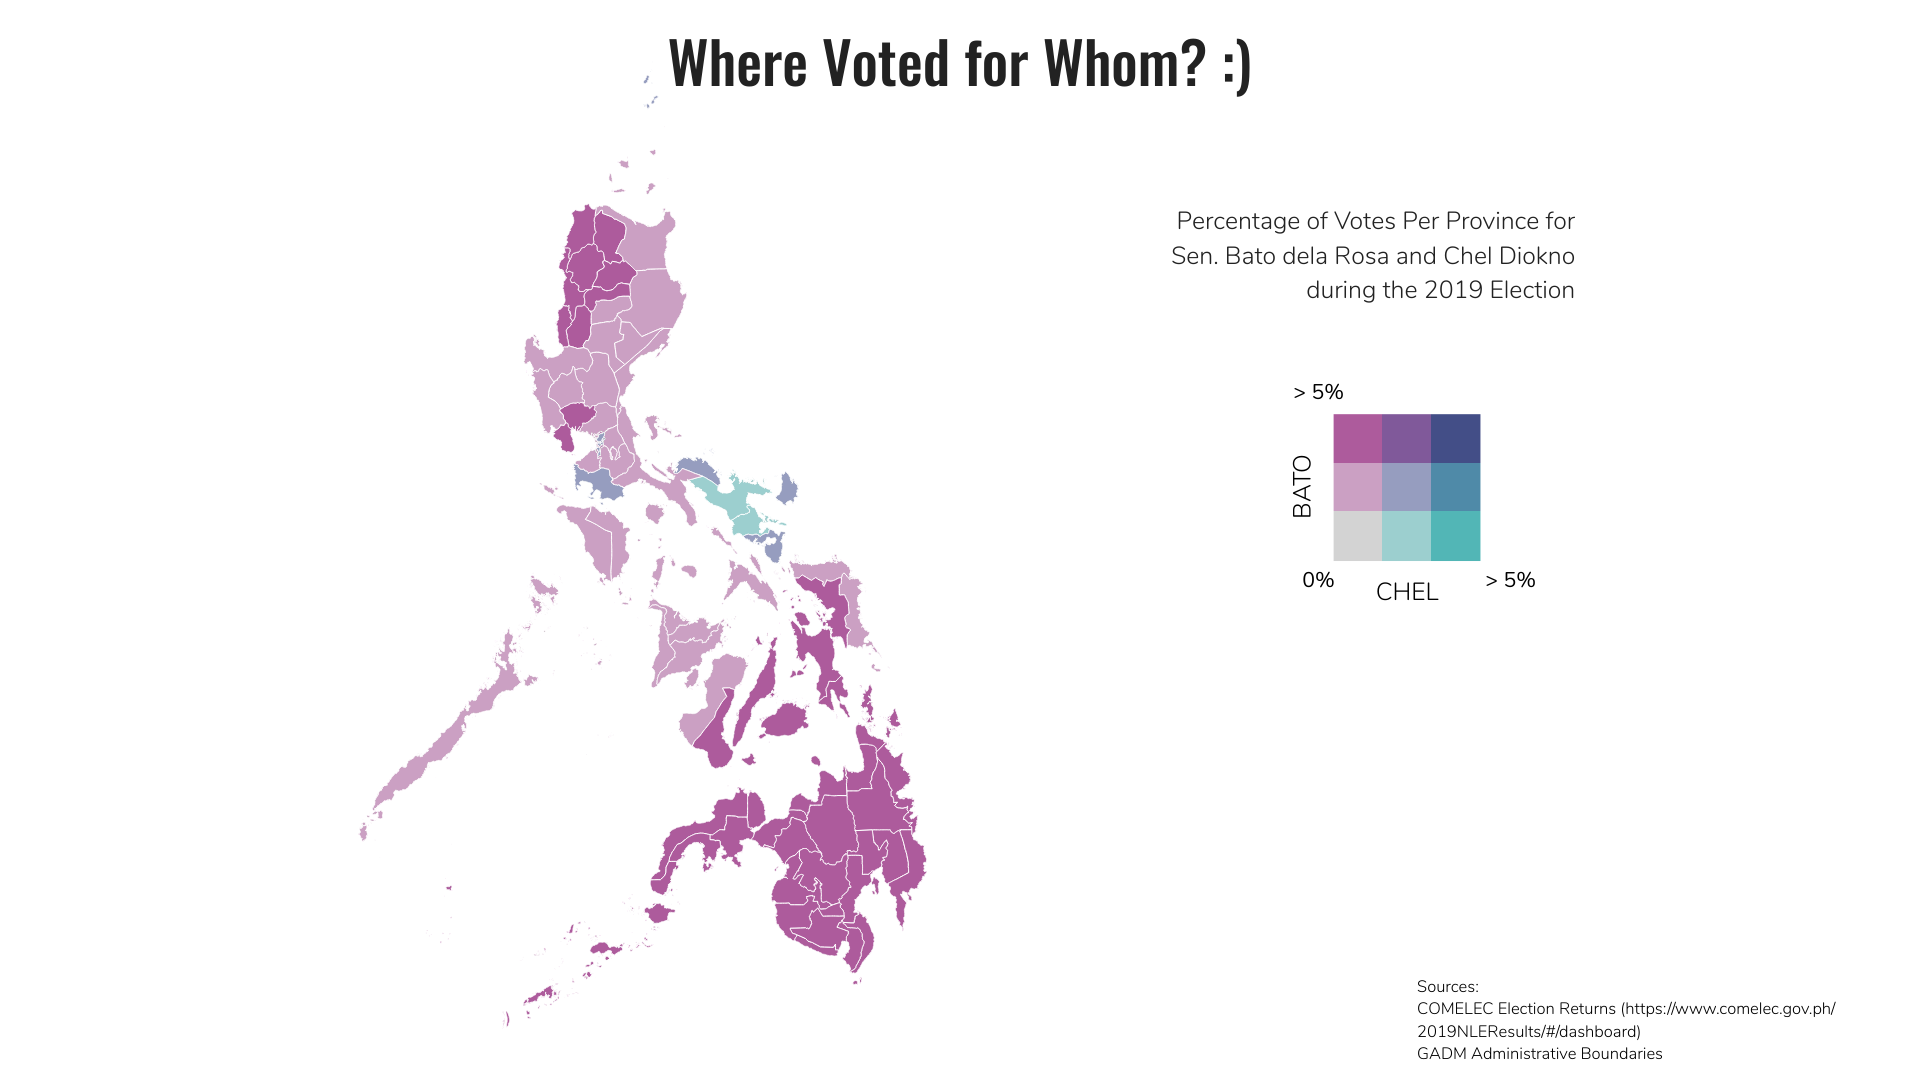 Where Voted for Whom? :)
Percentage of Votes Per Province for
Sen. Bato dela Rosa and Chel Diokno
during the 2019 Election
> 5%
BATO
0%
> 5%
CHEL
Sources:
COMELEC Election Returns (https://www.comelec.gov.ph/
2019NLEResults/#/dashboard)
GADM Administrative Boundaries